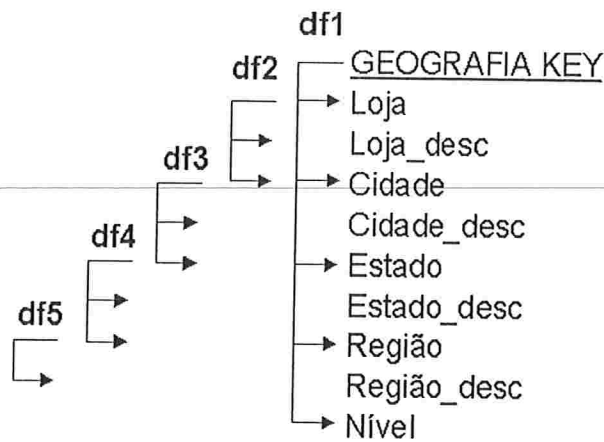 df1
GEOGRAFIA KEY
df2
Loja
Loja_desc
df3
Cidade
Cidade_desc
df4
Estado
Estado_desc
df5
Região
Região_desc
Nível